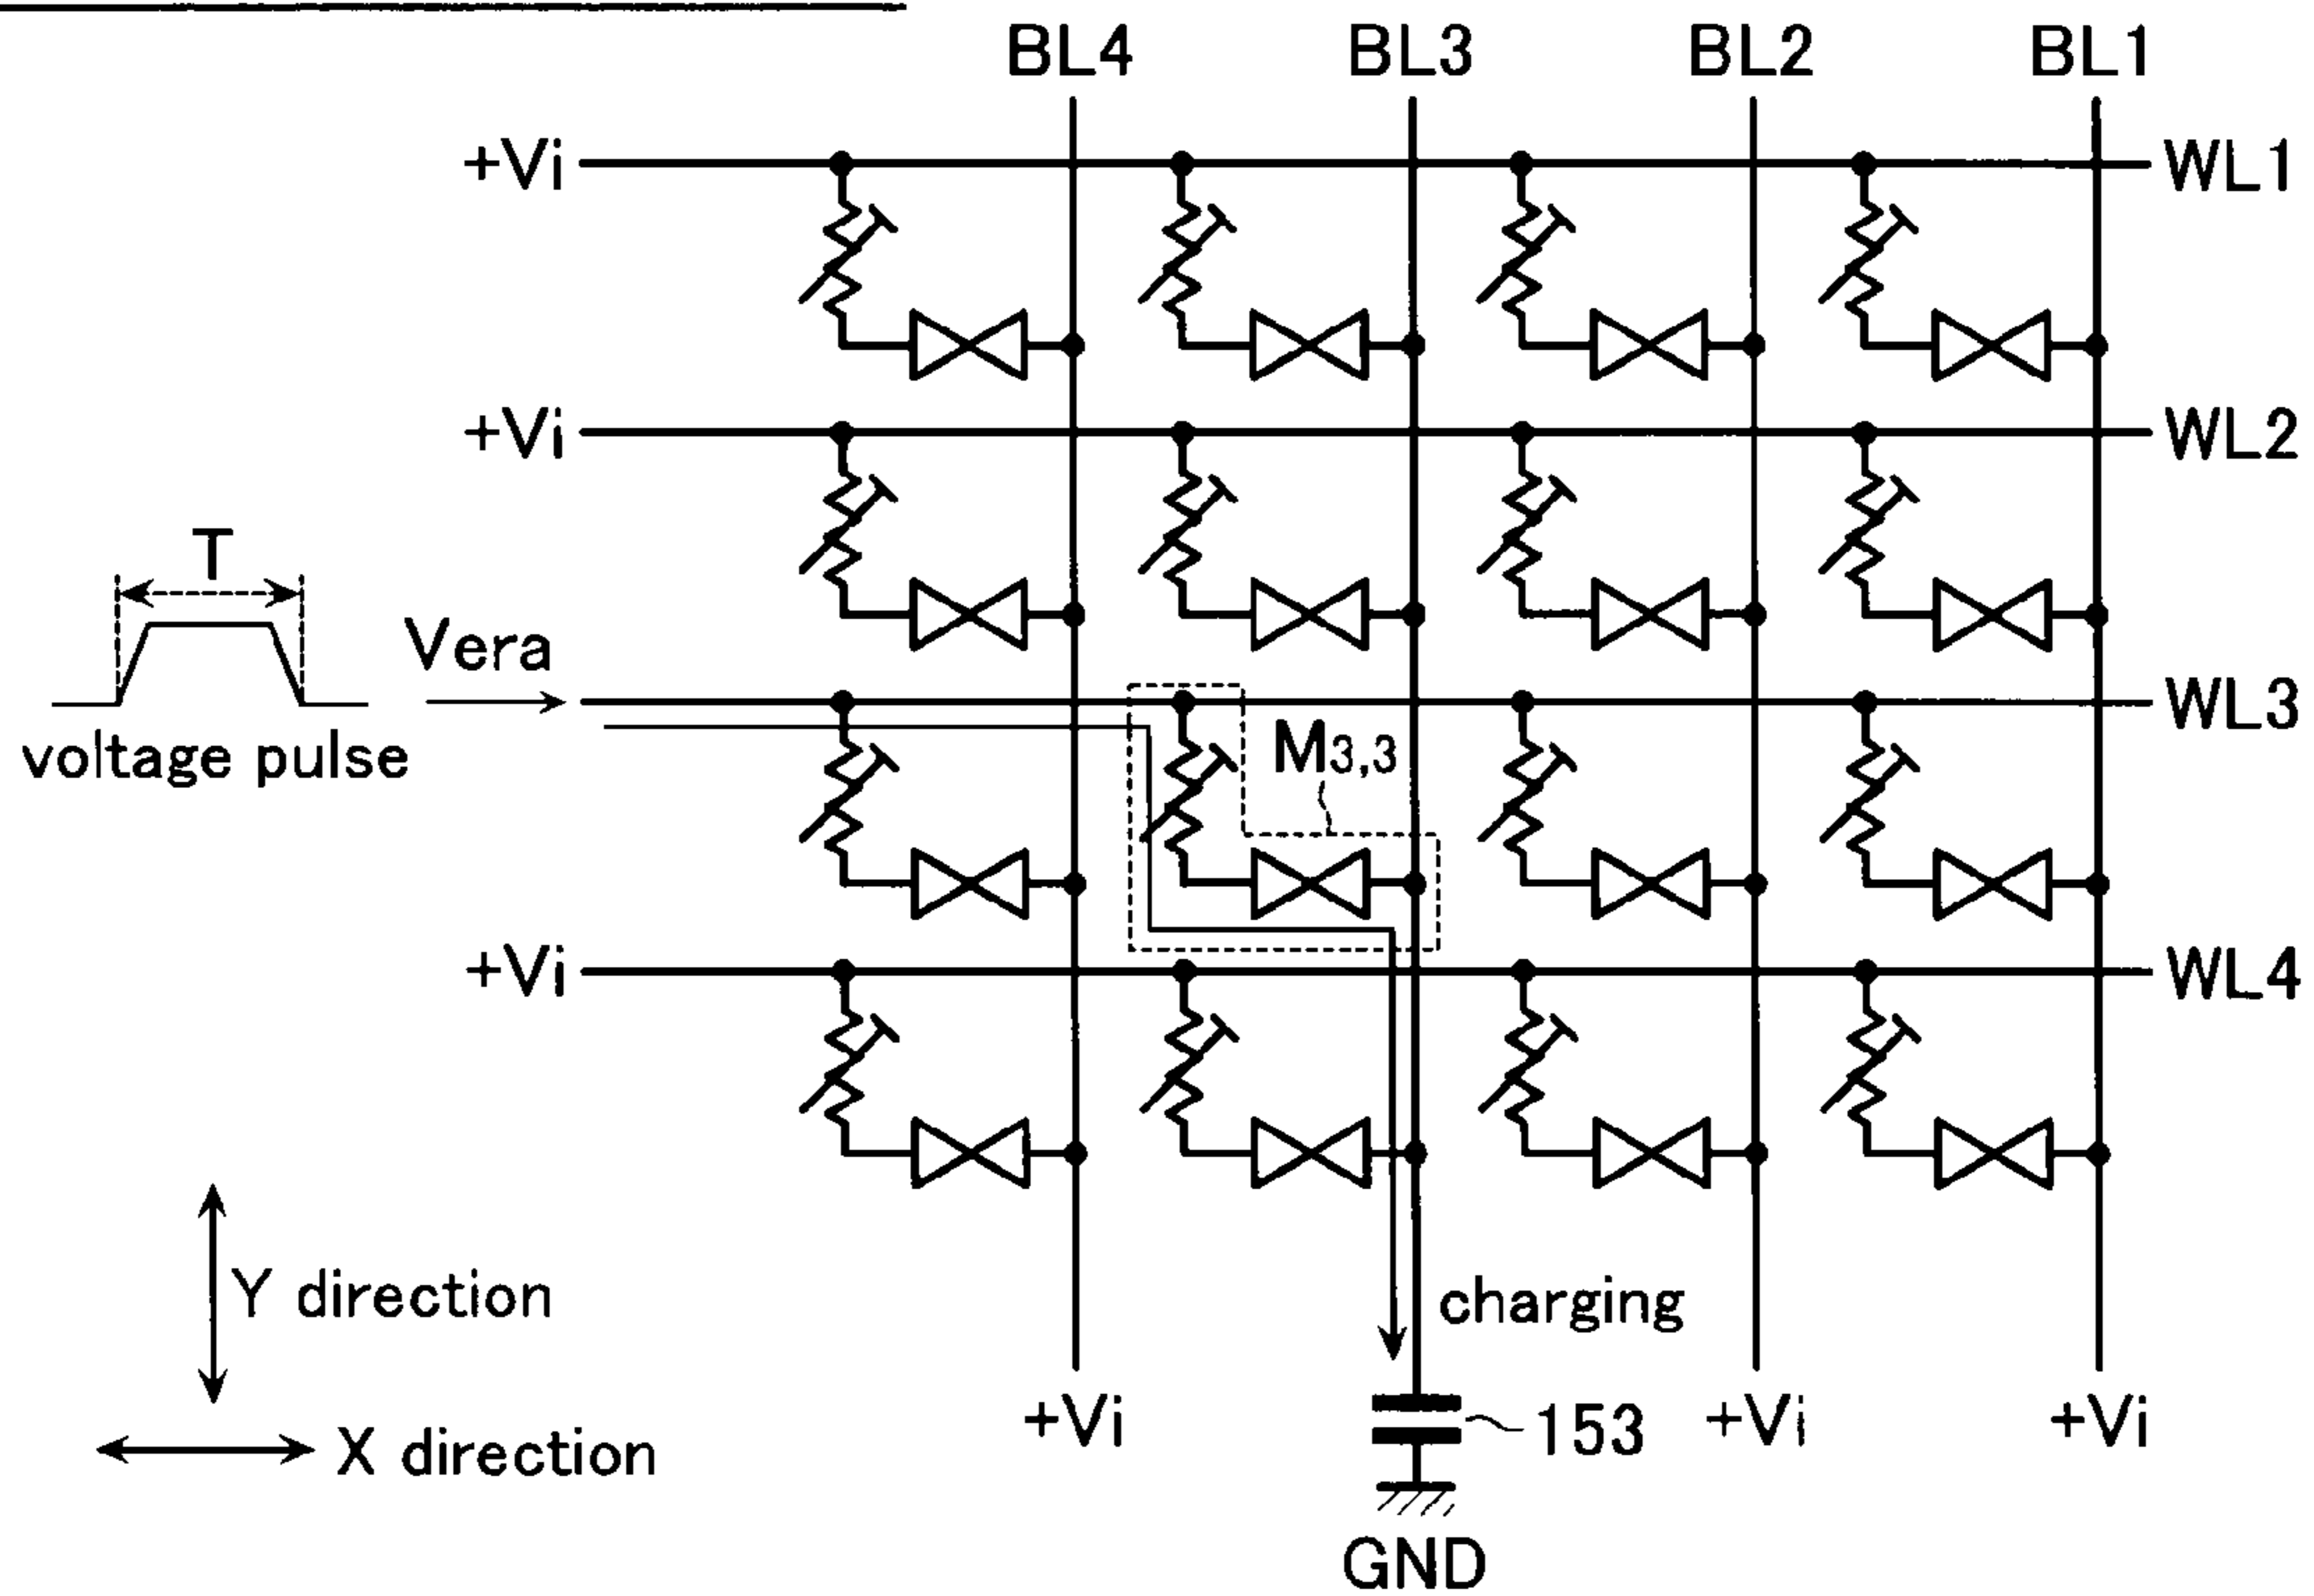 BL4 BL3 BL2 BL1
+Vi WL1
+Vi WL2
T
Vera
voltage pulse
WL3
M3,3
+Vi WL4
Y direction
X direction
charging
+Vi 153 +Vi +Vi
GND